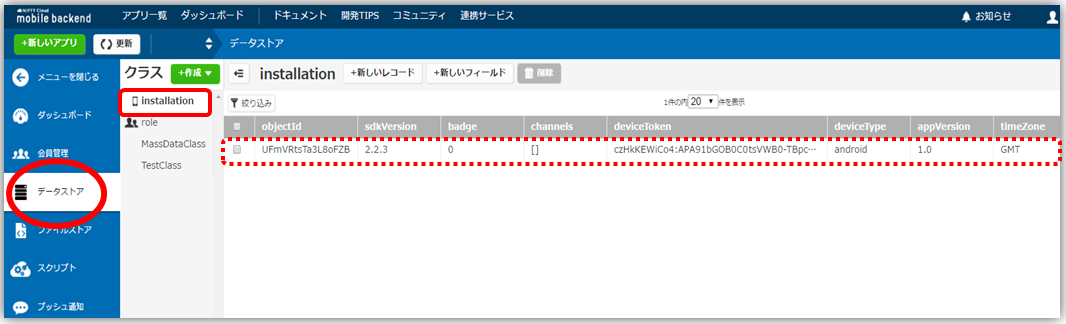 NIFTY Cloud
mobile backend
アプリ一覧 ダッシュボード ドキュメント 開発TIPS コミュニティ 連携サービス お知らせ
+新しいアプリ 更新 データストア
メニューを閉じる
ダッシュボード
会員管理
データストア
ファイルストア
スクリプト
プッシュ通知
クラス +作成
installation
role
MassDataClass
TestClass
installation +新しいレコード +新しいフィールド 削除
絞り込み 1件の内 20 件を表示
objectId sdkVersion badge channels deviceToken deviceType appVersion timeZone
UFmVRtsTa3L8oFZB 2.2.3 0 [] czHkKEWiCo4:APA91bGOB0C0tsVWB0-TBpc… android 1.0 GMT